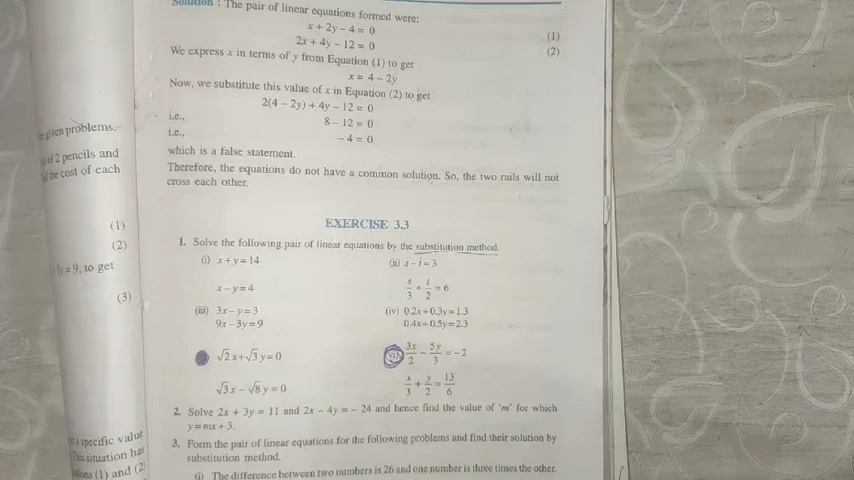 Solution : The pair of linear equations formed were:
x + 2y – 4 = 0 (1)
2x + 4y – 12 = 0 (2)
We express x in terms of y from Equation (1) to get
x = 4 – 2y
Now, we substitute this value of x in Equation (2) to get
2(4 – 2y) + 4y – 12 = 0
i.e., 8 – 12 = 0
i.e., – 4 = 0
which is a false statement.
Therefore, the equations do not have a common solution. So, the two rails will not
cross each other.
given problems.
of 2 pencils and
the cost of each
(1)
(2)
= 9, to get
(3)
specific value
This situation has
(1) and (2)
EXERCISE 3.3
1. Solve the following pair of linear equations by the substitution method.
(i) x + y = 14 (ii) s – t = 3
x – y = 4 s/3 + t/2 = 6
(iii) 3x – y = 3 (iv) 0.2x + 0.3y = 1.3
9x – 3y = 9 0.4x + 0.5y = 2.3
√2 x + √3 y = 0 (vi) 3x/2 – 5y/3 = –2
√3 x – √8 y = 0 x/3 + y/2 = 13/6
2. Solve 2x + 3y = 11 and 2x – 4y = – 24 and hence find the value of ‘m’ for which
y = mx + 3.
3. Form the pair of linear equations for the following problems and find their solution by
substitution method.
(i) The difference between two numbers is 26 and one number is three times the other.